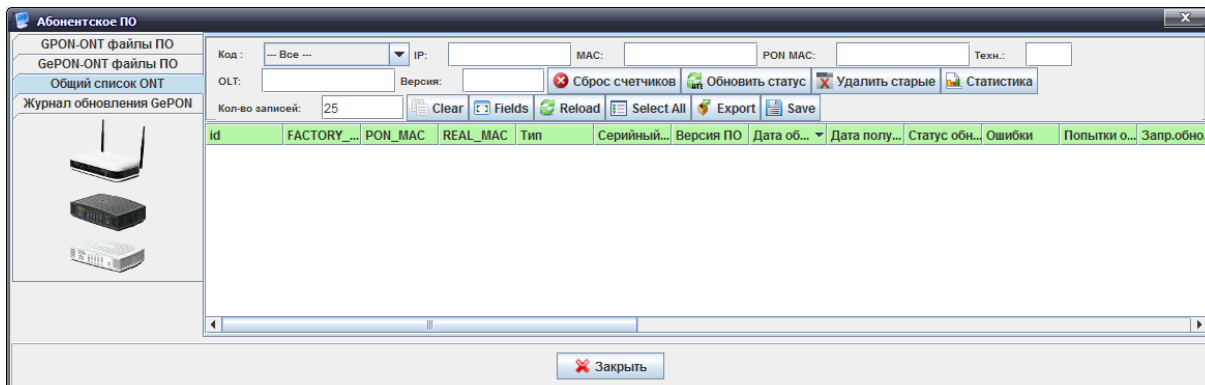 Абонентское ПО
GPON-ONT файлы ПО
GePON-ONT файлы ПО
Общий список ONT
Журнал обновления GePON
Код : --- Все --- IP: MAC: PON MAC: Техн.:
OLT: Версия: Сброс счетчиков Обновить статус Удалить старые Статистика
Кол-во записей: 25 Clear Fields Reload Select All Export Save
id FACTORY_... PON_MAC REAL_MAC Тип Серийный... Версия ПО Дата об... Дата полу... Статус обн... Ошибки Попытки о... Запр.обно.
Закрыть